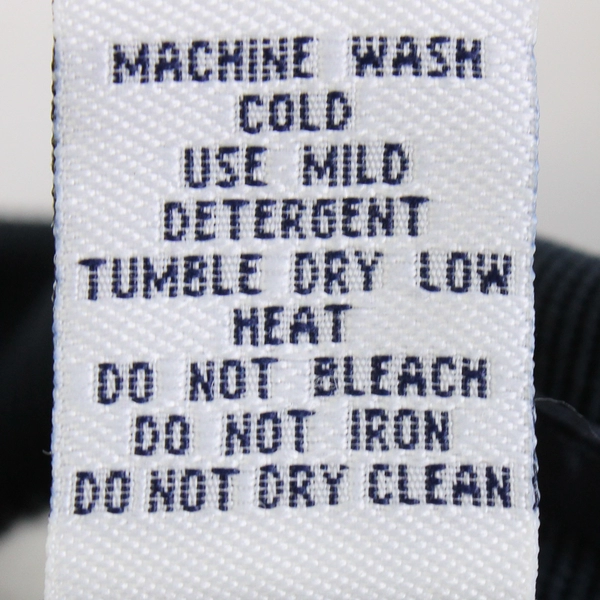 MACHINE WASH
COLD
USE MILD
DETERGENT
TUMBLE DRY LOW
HEAT
DO NOT BLEACH
DO NOT IRON
DO NOT DRY CLEAN